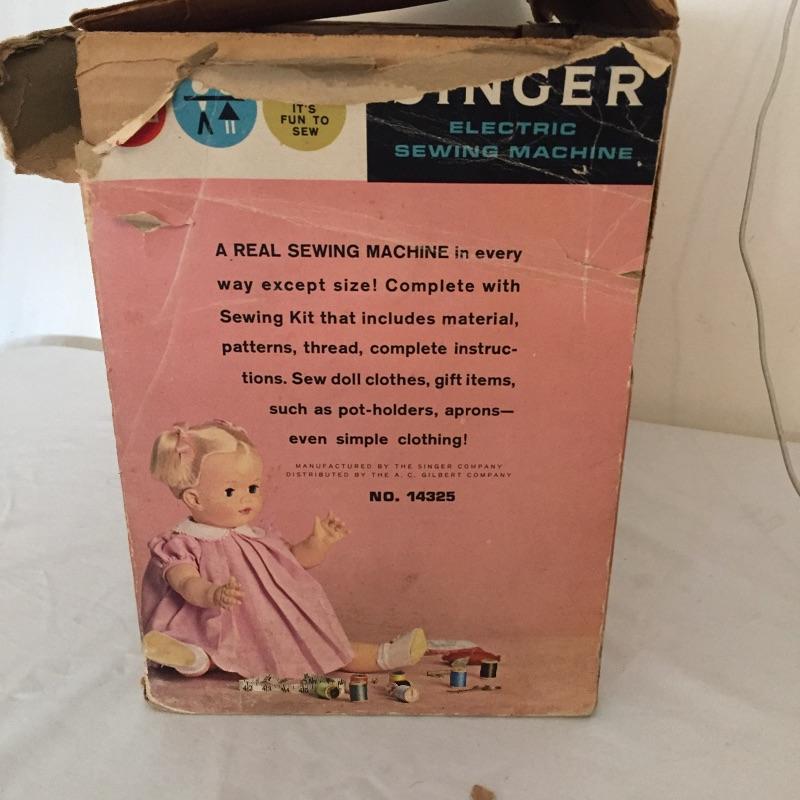 IT'S
FUN TO
SEW
SINGER
ELECTRIC
SEWING MACHINE
A REAL SEWING MACHINE in every
way except size! Complete with
Sewing Kit that includes material,
patterns, thread, complete instruc-
tions. Sew doll clothes, gift items,
such as pot-holders, aprons—
even simple clothing!
MANUFACTURED BY THE SINGER COMPANY
DISTRIBUTED BY THE A. C. GILBERT COMPANY
NO. 14325